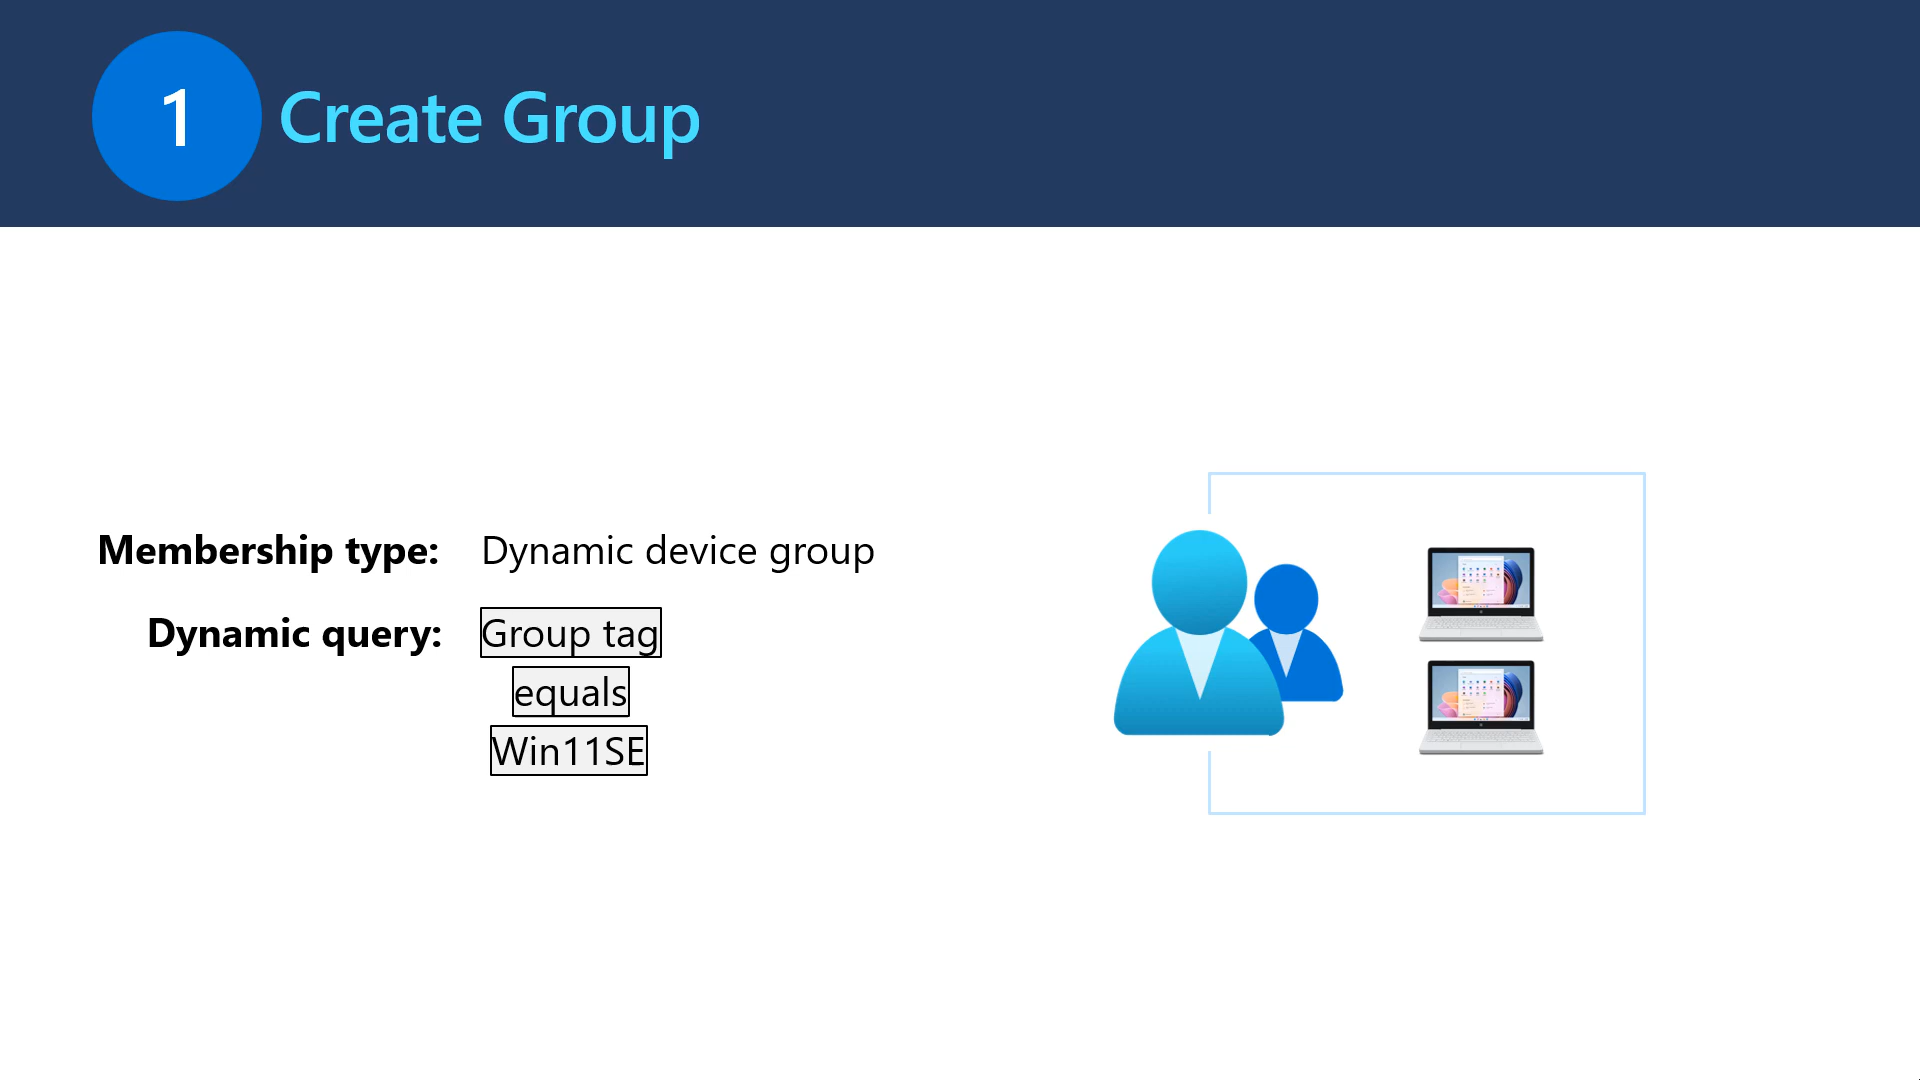 1
Create Group
Membership type: Dynamic device group
Dynamic query: Group tag
equals
Win11SE